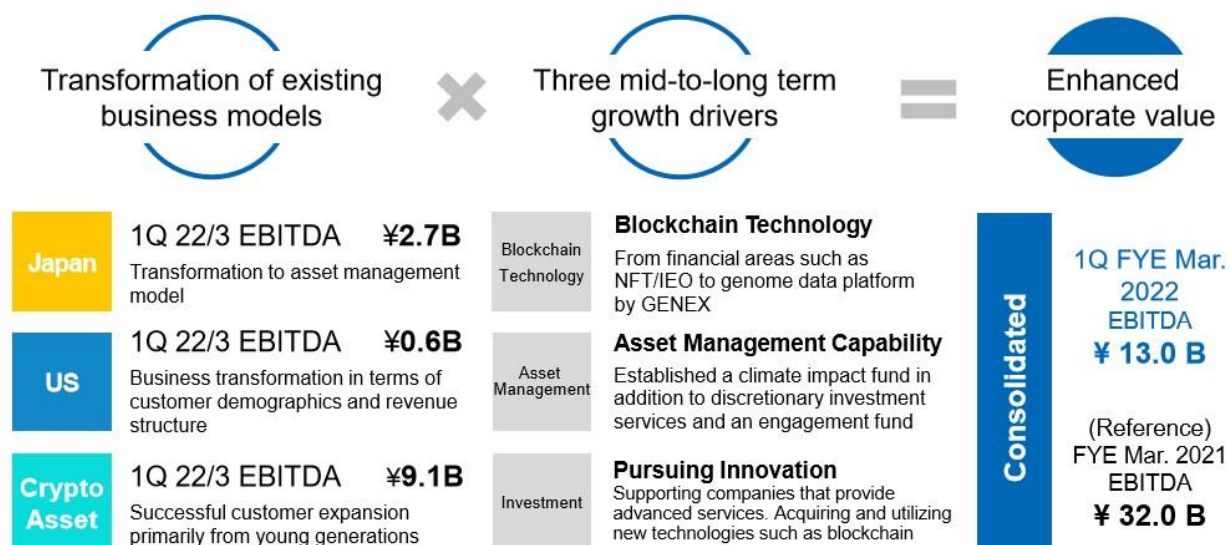 Transformation of existing
business models
Three mid-to-long term
growth drivers
Enhanced
corporate value
Japan
1Q 22/3 EBITDA ¥2.7B
Transformation to asset management
model
US
1Q 22/3 EBITDA ¥0.6B
Business transformation in terms of
customer demographics and revenue
structure
Crypto
Asset
1Q 22/3 EBITDA ¥9.1B
Successful customer expansion
primarily from young generations
Blockchain
Technology
Blockchain Technology
From financial areas such as
NFT/IEO to genome data platform
by GENEX
Asset
Management
Asset Management Capability
Established a climate impact fund in
addition to discretionary investment
services and an engagement fund
Investment
Pursuing Innovation
Supporting companies that provide
advanced services. Acquiring and utilizing
new technologies such as blockchain
Consolidated
1Q FYE Mar.
2022
EBITDA
¥ 13.0 B
(Reference)
FYE Mar. 2021
EBITDA
¥ 32.0 B